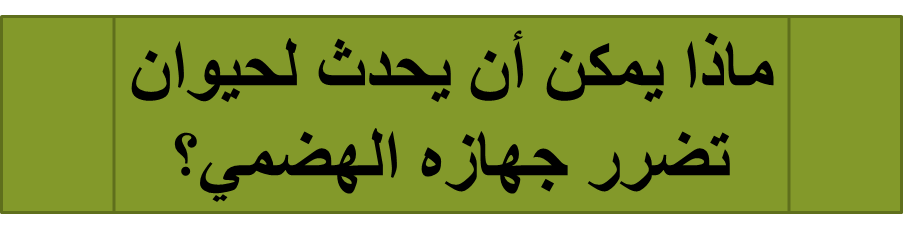 ماذا يمكن أن يحدث لحيوان
تضرر جهازه الهضمي؟